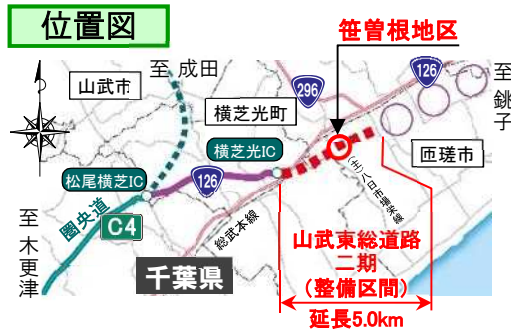 位置図
笹曽根地区
至 成田
126
至 銚子
山武市
296
横芝光町
横芝光IC
匝瑳市
松尾横芝IC
126
(主)八日市場栄線
圏央道
C4
総武本線
至 木更津
千葉県
山武東総道路
二期
(整備区間)
延長5.0km